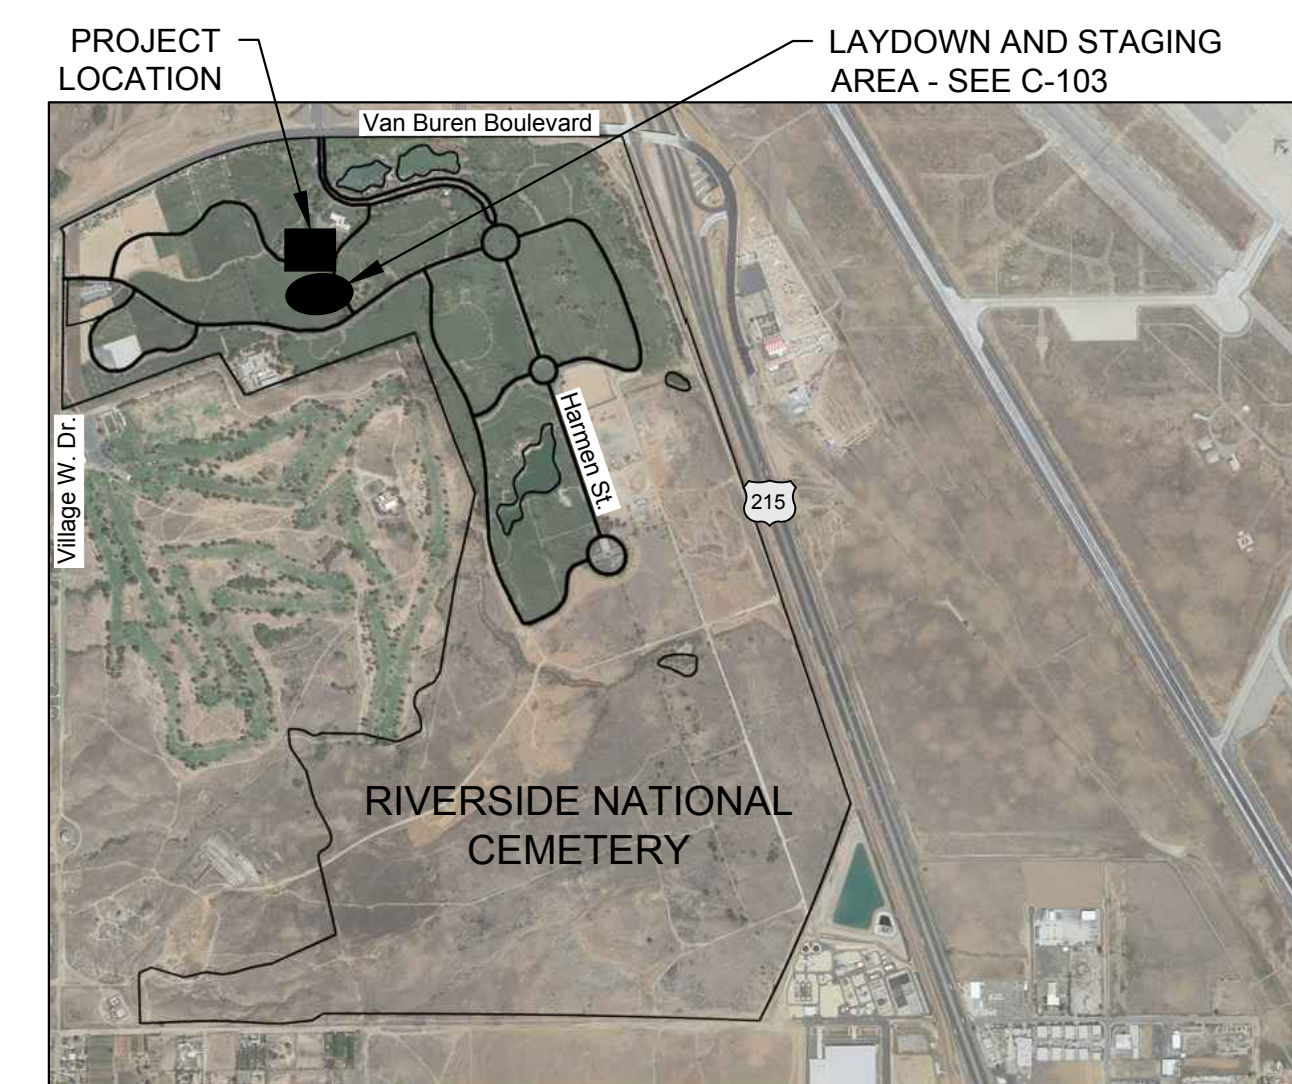 PROJECT
LOCATION
LAYDOWN AND STAGING
AREA - SEE C-103
Van Buren Boulevard
Village W. Dr.
Harmen St.
215
RIVERSIDE NATIONAL
CEMETERY